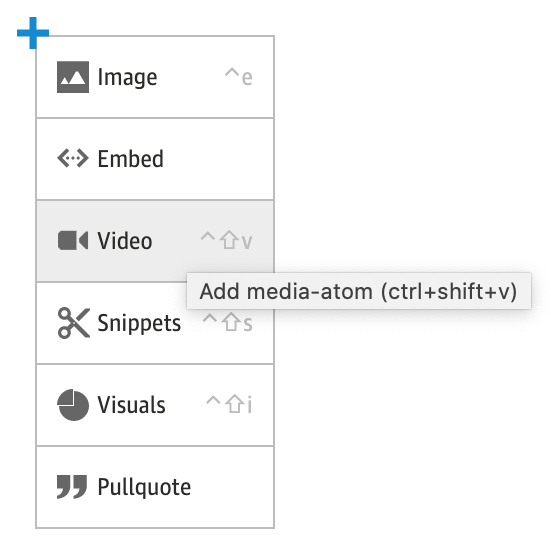 Image ^e
Embed
Video ^⇧v
Add media-atom (ctrl+shift+v)
Snippets ^⇧s
Visuals ^⇧i
Pullquote